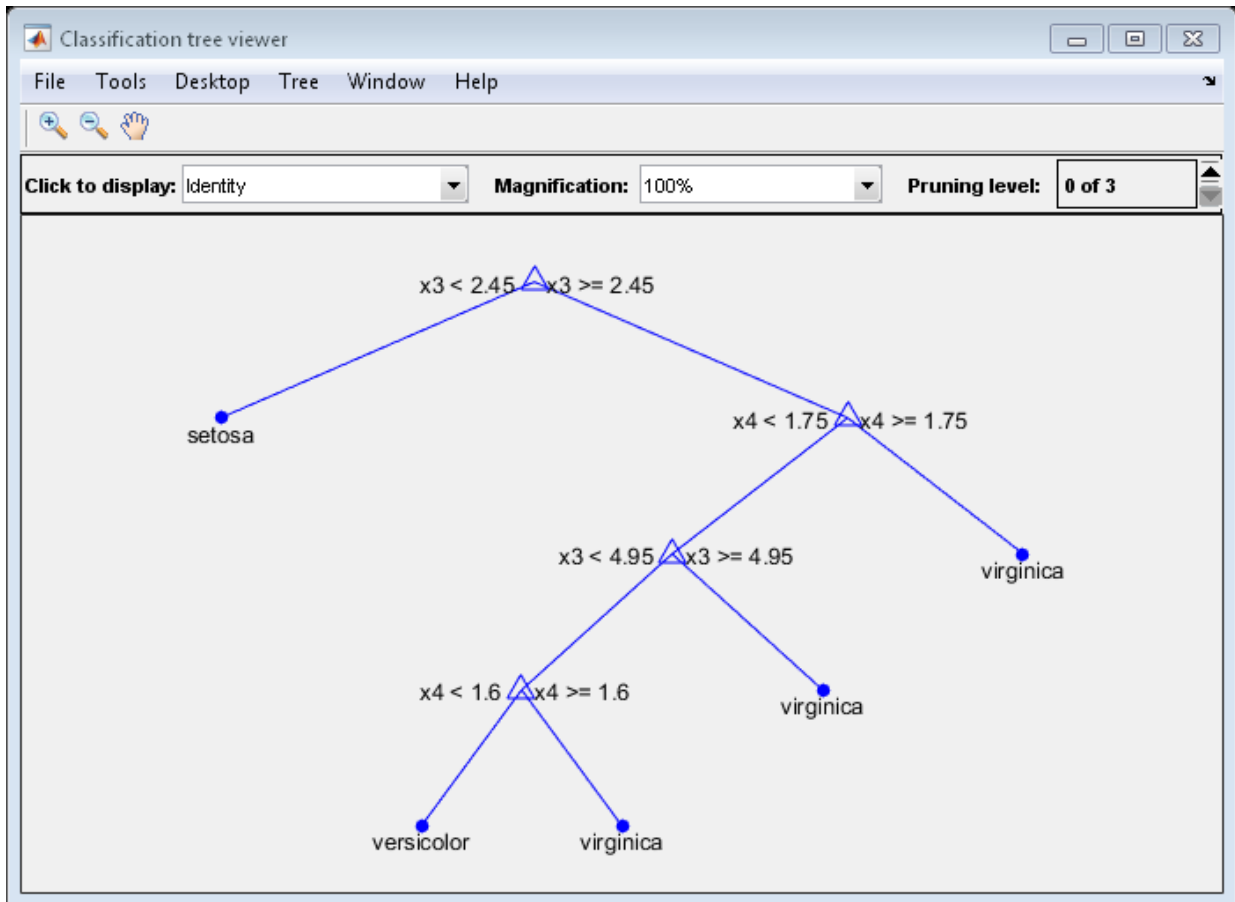 Classification tree viewer
File Tools Desktop Tree Window Help
Click to display: Identity Magnification: 100% Pruning level: 0 of 3
x3 < 2.45 x3 >= 2.45
setosa
x4 < 1.75 x4 >= 1.75
x3 < 4.95 x3 >= 4.95
virginica
x4 < 1.6 x4 >= 1.6
virginica
versicolor virginica